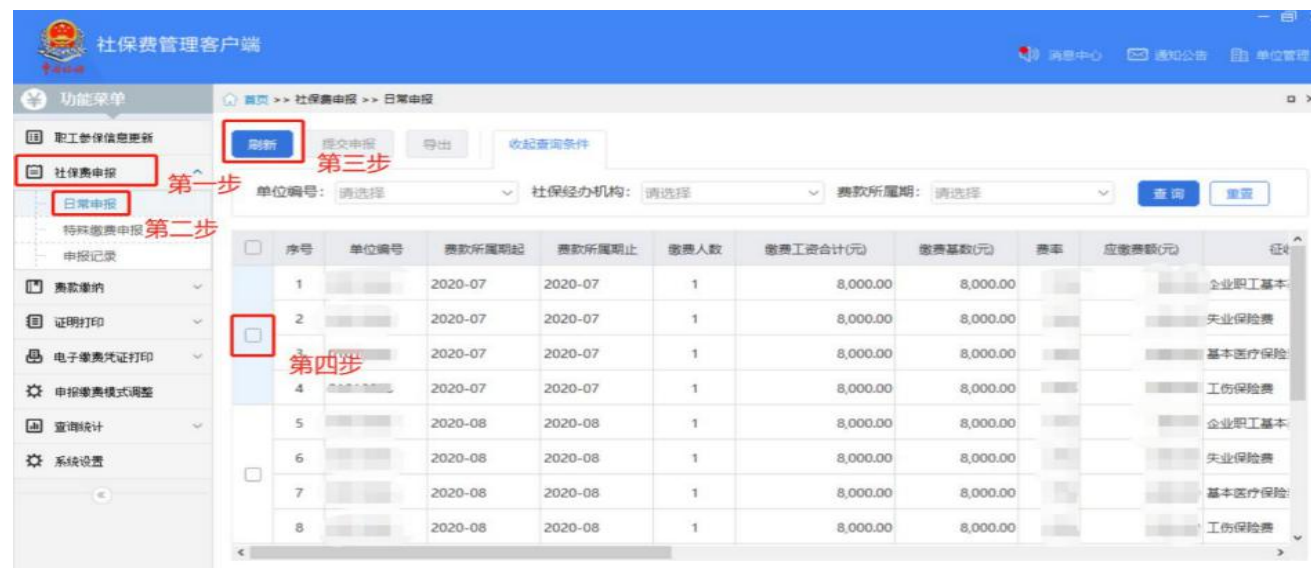 社保费管理客户端
消息中心 通知公告 单位管理
功能菜单
首页 >> 社保费申报 >> 日常申报
职工参保信息更新
刷新 提交申报 导出 收起查询条件
第三步
社保费申报
第一步
单位编号: 请选择 社保经办机构: 请选择 费款所属期: 请选择 查询 重置
日常申报
特殊缴费申报 第二步
申报记录
序号 单位编号 费款所属期起 费款所属期止 缴费人数 缴费工资合计(元) 缴费基数(元) 费率 应缴费额(元)
费款缴纳
1 2020-07 2020-07 1 8,000.00 8,000.00 企业职工基本
证明打印
2 2020-07 2020-07 1 8,000.00 8,000.00 失业保险费
电子缴费凭证打印
3 2020-07 2020-07 1 8,000.00 8,000.00 基本医疗保险
第四步
申报缴费模式调整
4 2020-07 2020-07 1 8,000.00 8,000.00 工伤保险费
查询统计
5 2020-08 2020-08 1 8,000.00 8,000.00 企业职工基本
系统设置
6 2020-08 2020-08 1 8,000.00 8,000.00 失业保险费
7 2020-08 2020-08 1 8,000.00 8,000.00 基本医疗保险
8 2020-08 2020-08 1 8,000.00 8,000.00 工伤保险费